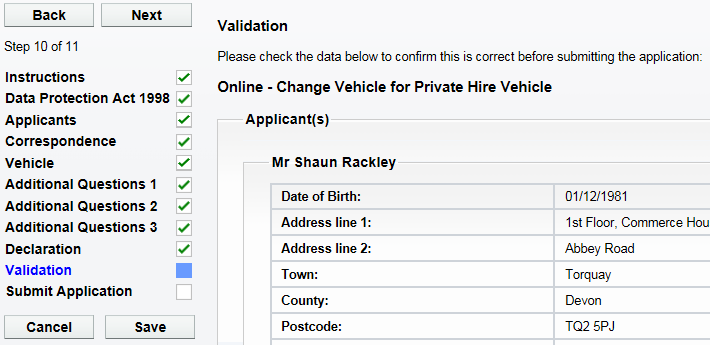 Back Next
Step 10 of 11
Instructions
Data Protection Act 1998
Applicants
Correspondence
Vehicle
Additional Questions 1
Additional Questions 2
Additional Questions 3
Declaration
Validation
Submit Application
Cancel Save
Validation
Please check the data below to confirm this is correct before submitting the application:
Online - Change Vehicle for Private Hire Vehicle
Applicant(s)
Mr Shaun Rackley
Date of Birth: 01/12/1981
Address line 1: 1st Floor, Commerce Hou
Address line 2: Abbey Road
Town: Torquay
County: Devon
Postcode: TQ2 5PJ